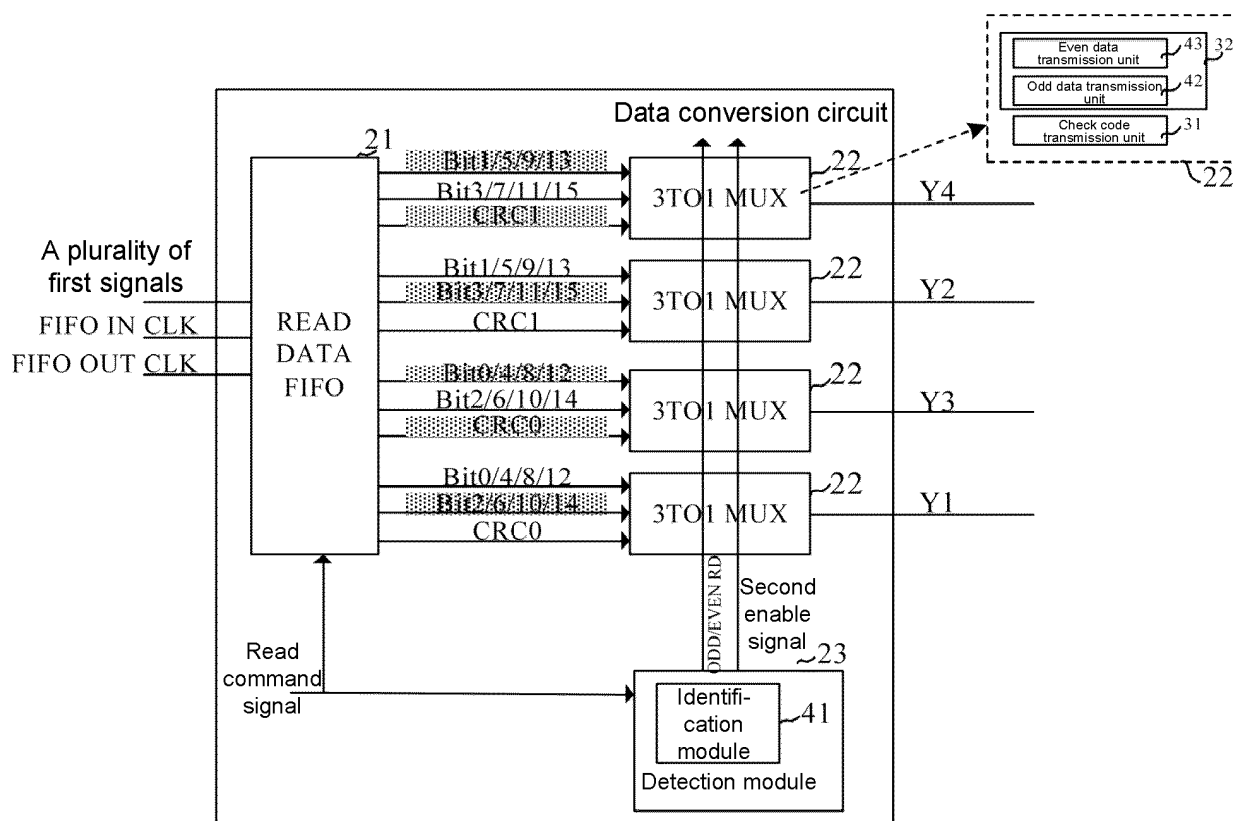 Even data
transmission unit
43
32
Odd data transmission
unit
42
Check code
transmission unit
31
22
Data conversion circuit
21
Bit1/5/9/13
Bit3/7/11/15
CRC1
3TO1 MUX
22
Y4
A plurality of
first signals
FIFO IN CLK
FIFO OUT CLK
READ
DATA
FIFO
Bit1/5/9/13
Bit3/7/11/15
CRC1
3TO1 MUX
22
Y2
Bit0/4/8/12
Bit2/6/10/14
CRC0
3TO1 MUX
22
Y3
Bit0/4/8/12
Bit2/6/10/14
CRC0
3TO1 MUX
22
Y1
ODD/EVEN RD
Second
enable
signal
Read
command
signal
23
Identifi-
cation
module
41
Detection module